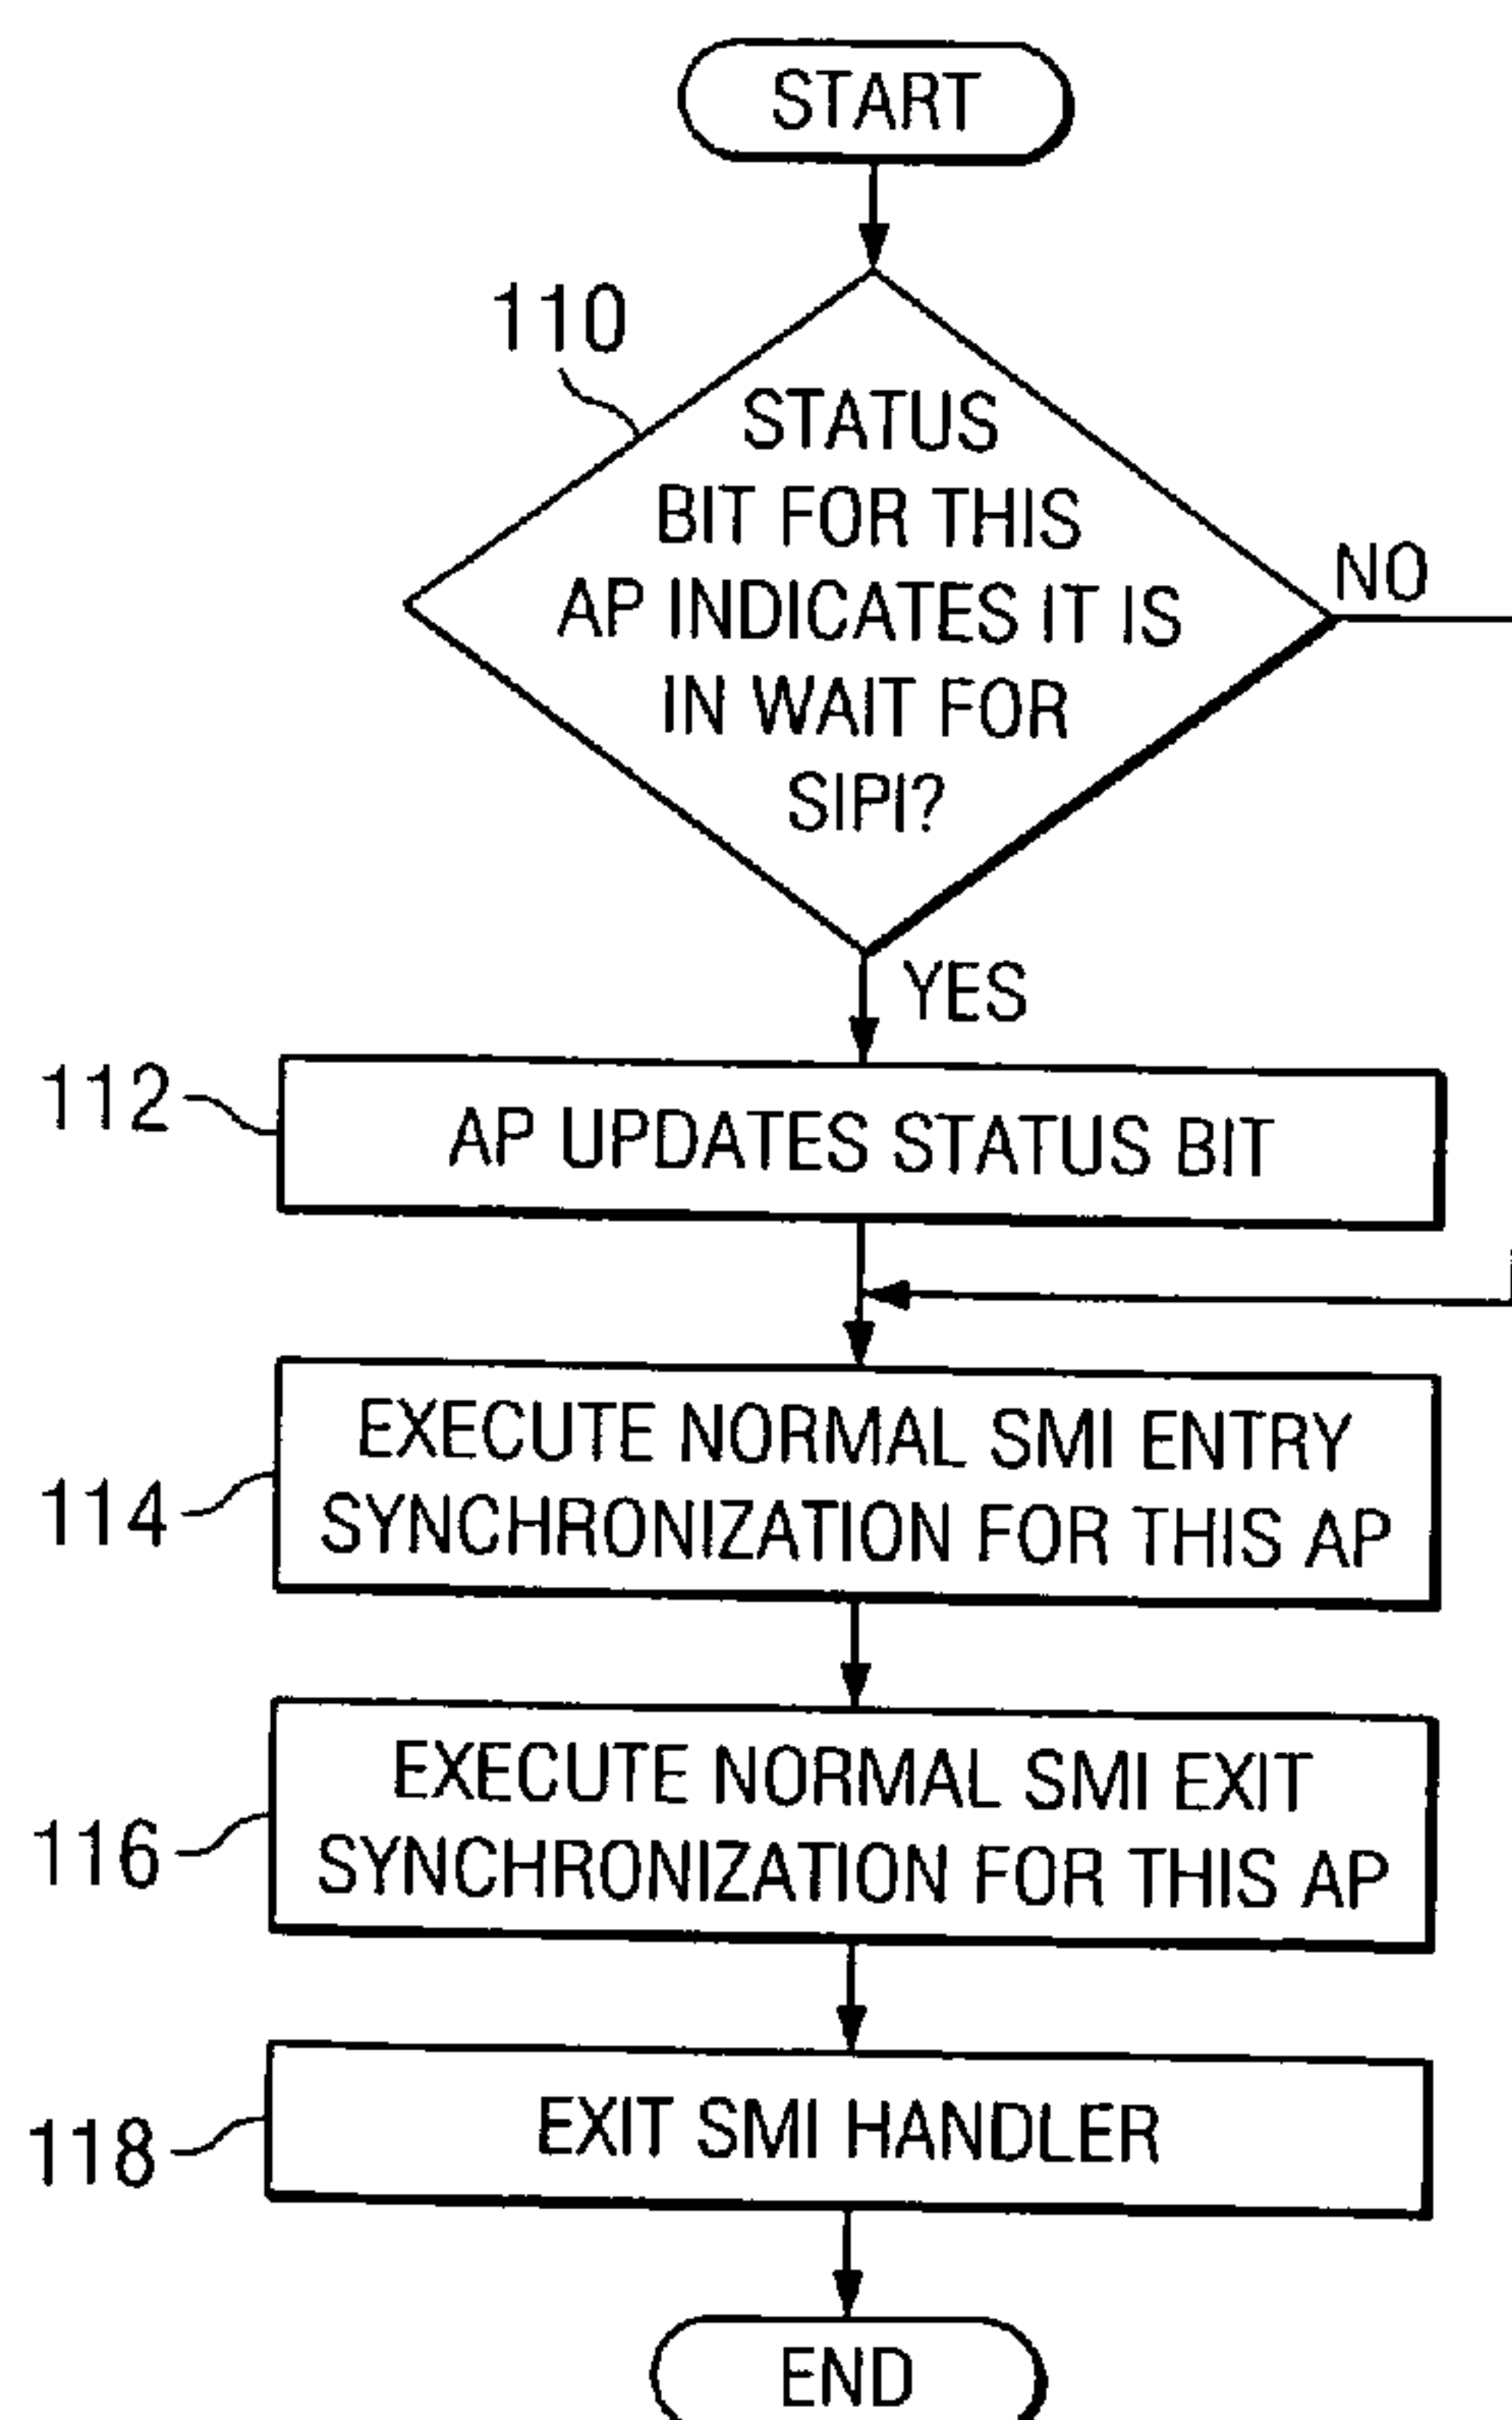 START
110
STATUS
BIT FOR THIS
AP INDICATES IT IS
IN WAIT FOR
SIPI?
NO
YES
112
AP UPDATES STATUS BIT
114
EXECUTE NORMAL SMI ENTRY
SYNCHRONIZATION FOR THIS AP
116
EXECUTE NORMAL SMI EXIT
SYNCHRONIZATION FOR THIS AP
118
EXIT SMI HANDLER
END